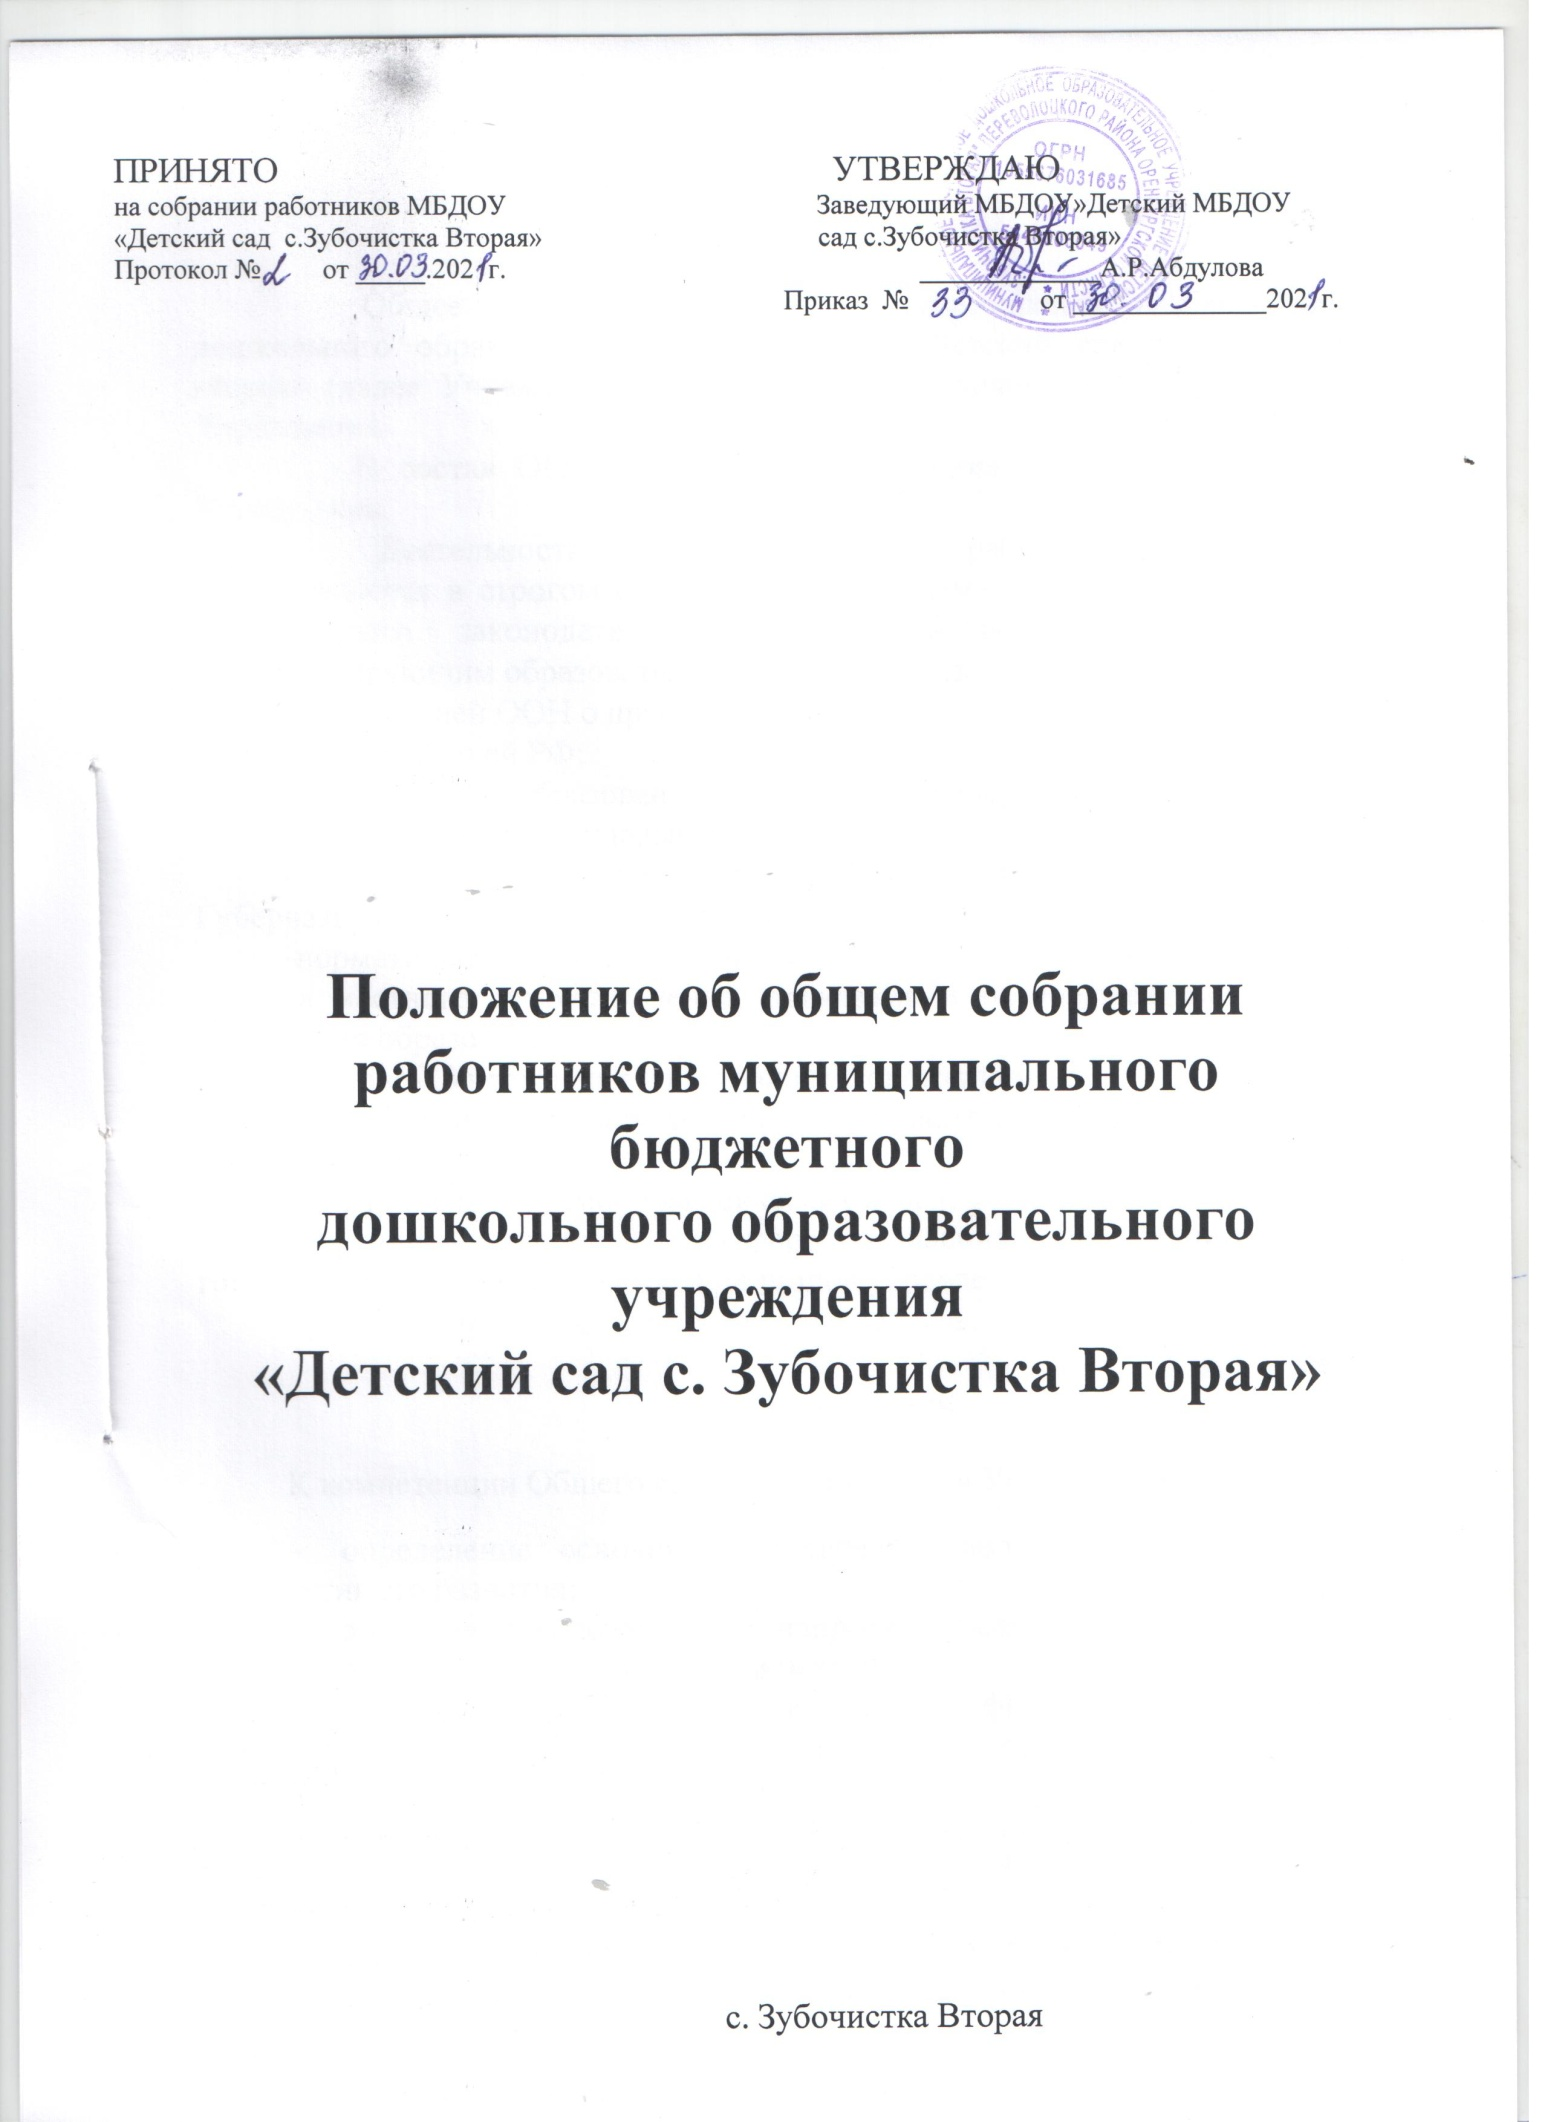 ПРИНЯТО
на собрании работников МБДОУ
«Детский сад с.Зубочистка Вторая»
Протокол №2 от 30.03.2021г.
УТВЕРЖДАЮ
Заведующий МБДОУ»Детский МБДОУ
сад с.Зубочистка Вторая»
А.Р.Абдулова
Приказ № 33 от 30. 03 2021г.
ОГРН
ИНН
Положение об общем собрании
работников муниципального
бюджетного
дошкольного образовательного
учреждения
«Детский сад с. Зубочистка Вторая»
с. Зубочистка Вторая